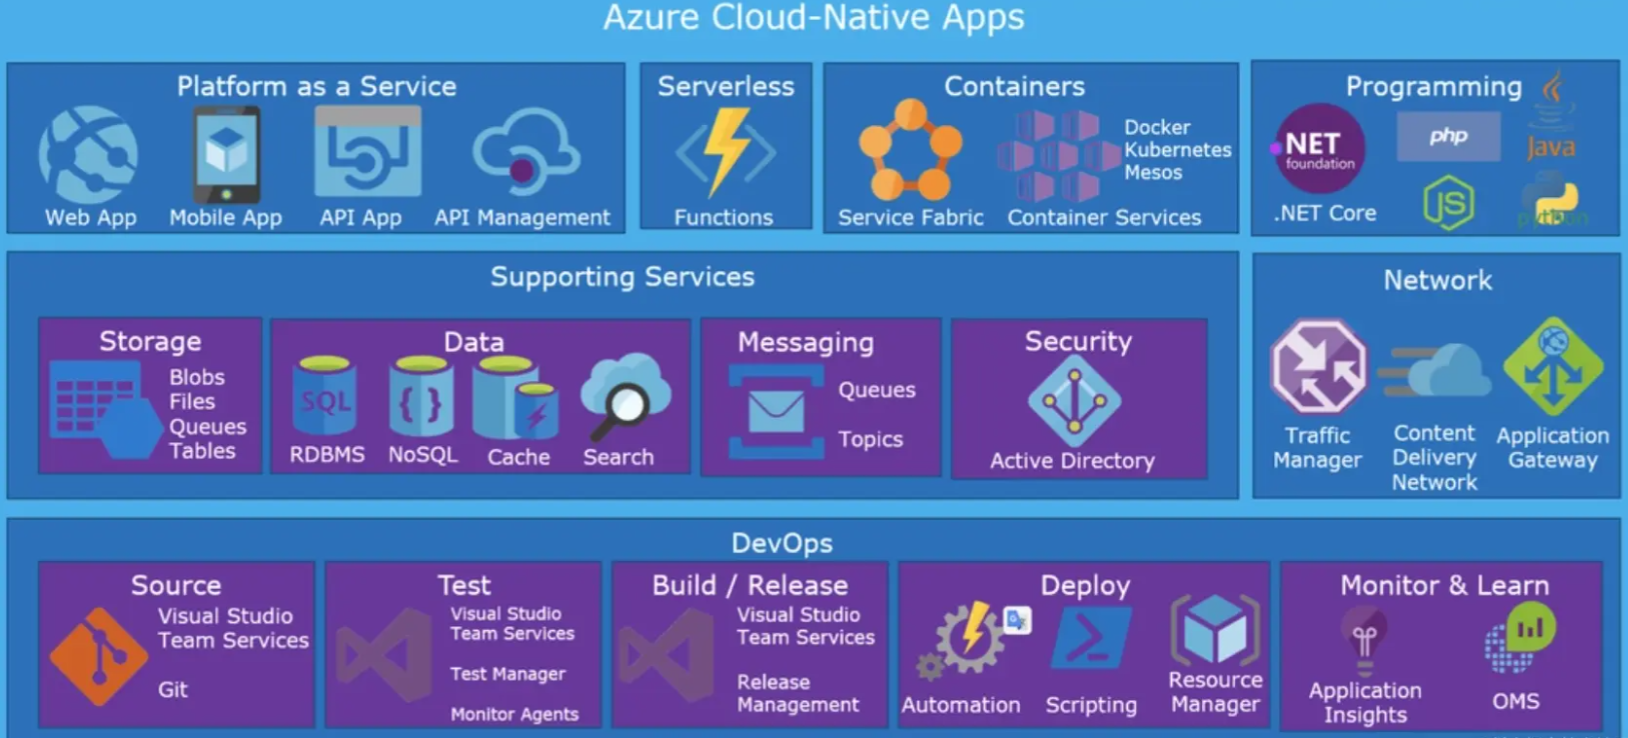 Azure Cloud-Native Apps
Platform as a Service
Web App
Mobile App
API App
API Management
Serverless
Functions
Containers
Service Fabric
Docker
Kubernetes
Mesos
Container Services
Programming
.NET
foundation
.NET Core
php
Java
JS
python
Supporting Services
Storage
Blobs
Files
Queues
Tables
Data
SQL
RDBMS
{ }
NoSQL
Cache
Search
Messaging
Queues
Topics
Security
Active Directory
Network
Traffic
Manager
Content
Delivery
Network
Application
Gateway
DevOps
Source
Visual Studio
Team Services
Git
Test
Visual Studio
Team Services
Test Manager
Monitor Agents
Build / Release
Visual Studio
Team Services
Release
Management
Deploy
Automation
Scripting
Resource
Manager
Monitor & Learn
Application
Insights
OMS